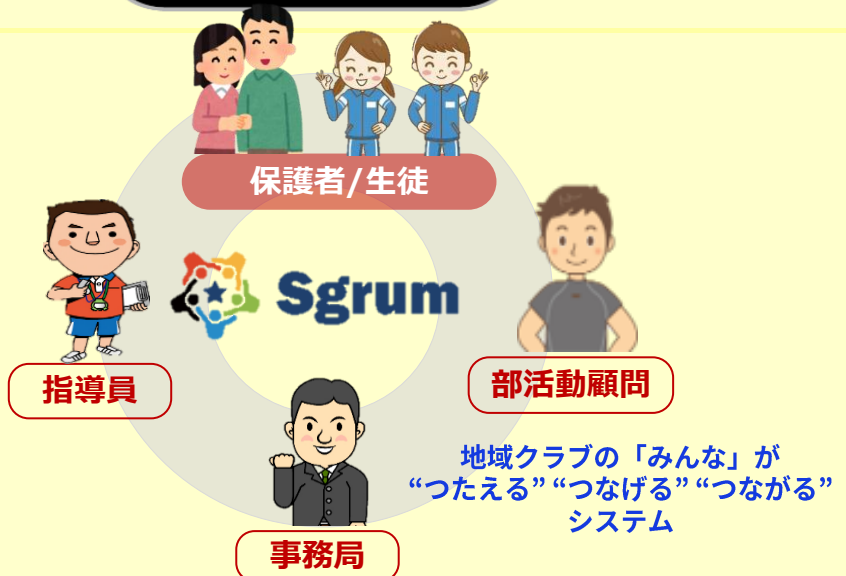 保護者/生徒
Sgrum
指導員
部活動顧問
地域クラブの「みんな」が
“つたえる” “つなげる” “つながる”
システム
事務局